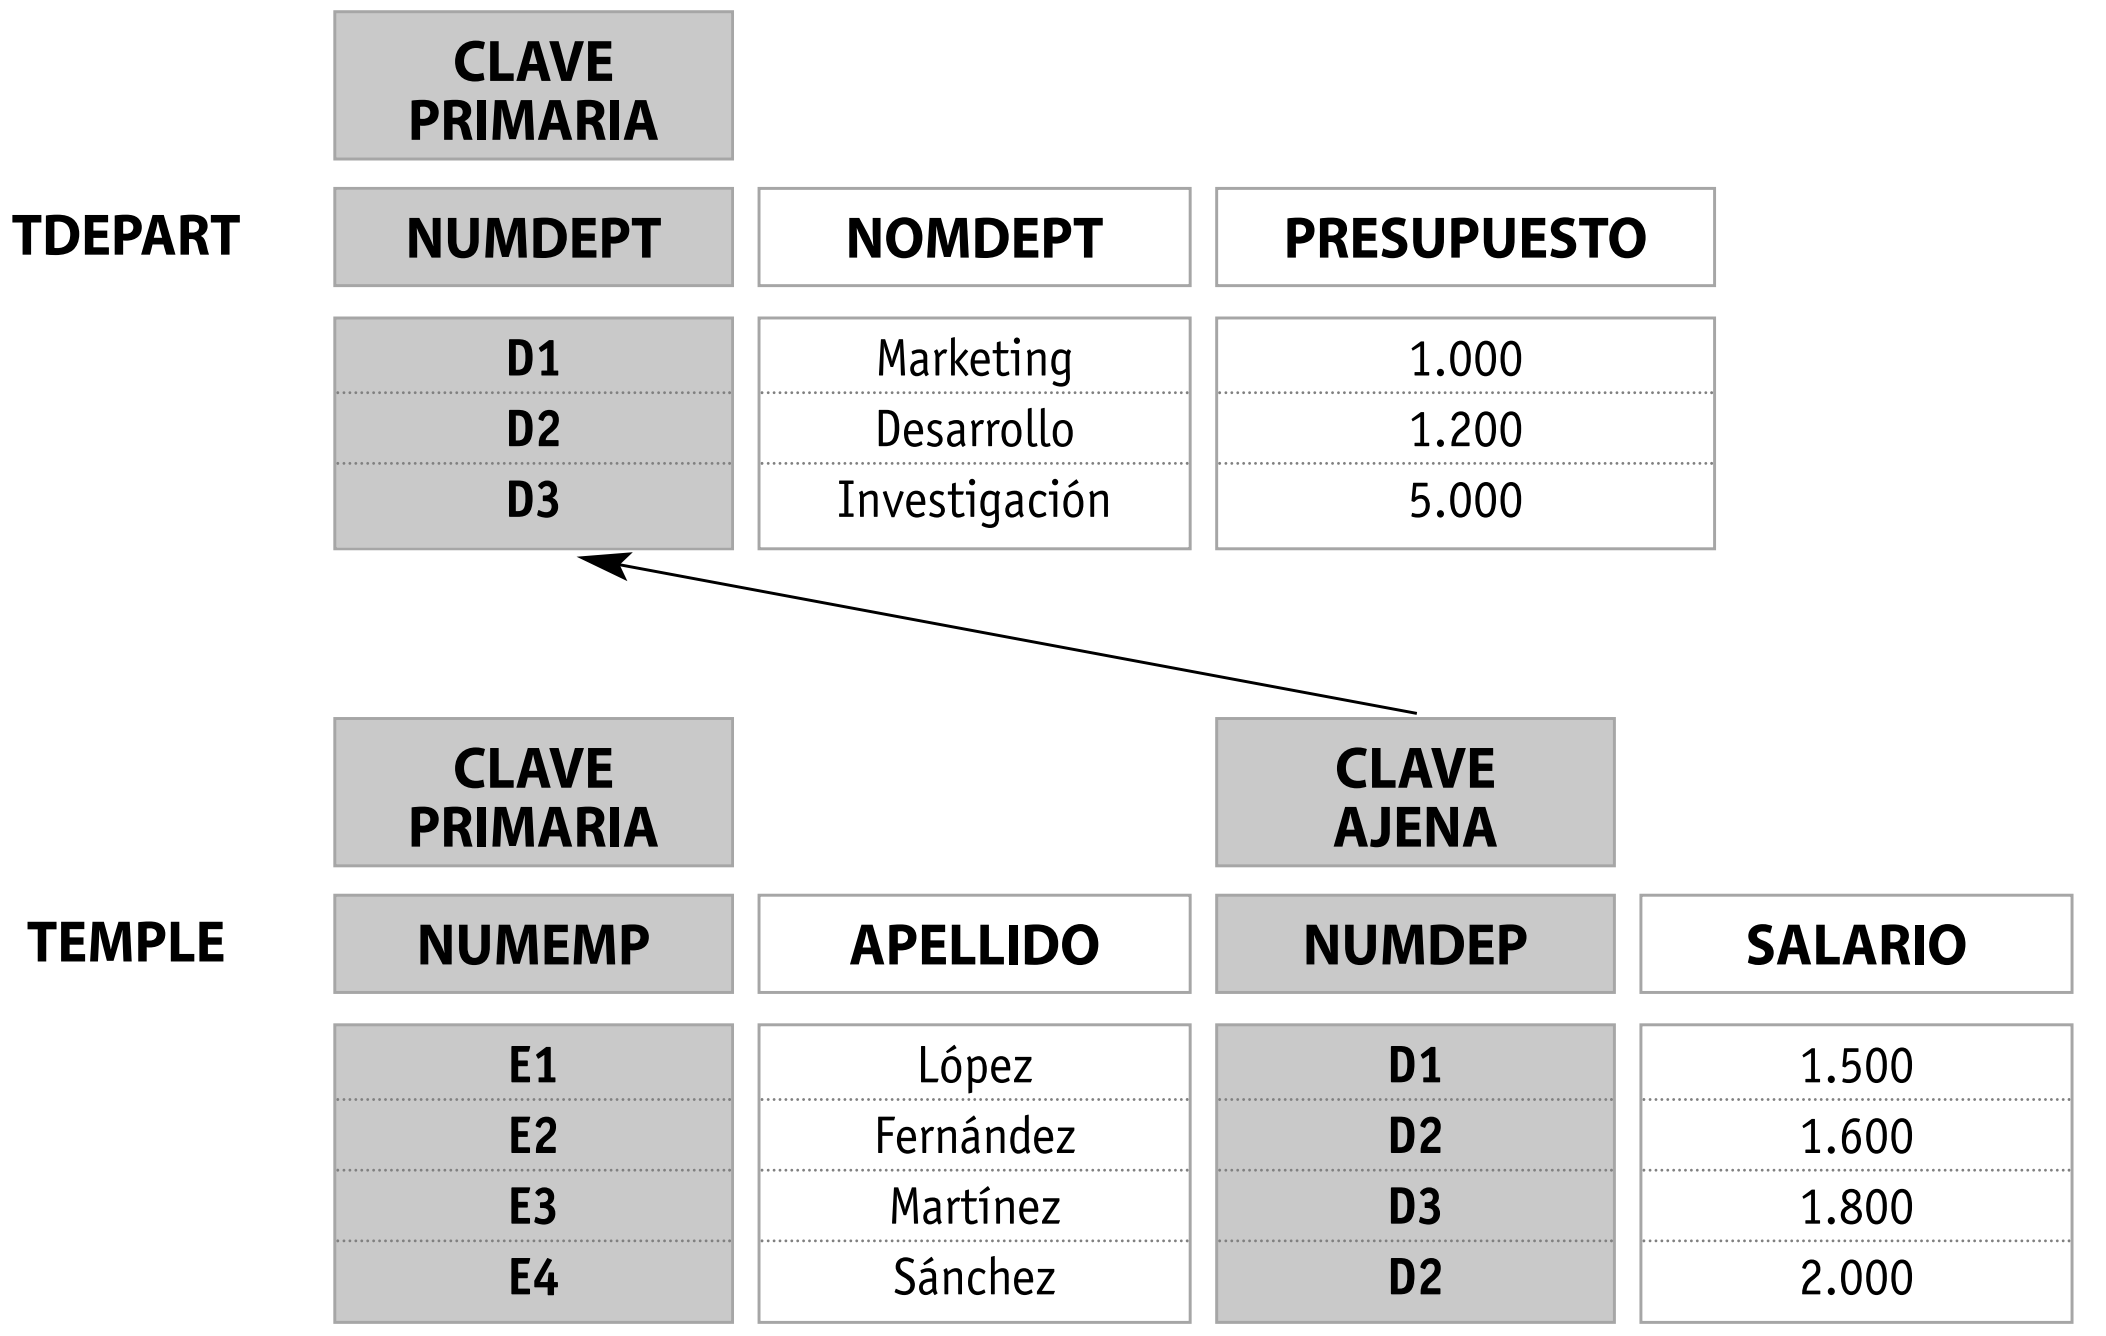 CLAVE
PRIMARIA
TDEPART NUMDEPT NOMDEPT PRESUPUESTO
D1 Marketing 1.000
D2 Desarrollo 1.200
D3 Investigación 5.000
CLAVE
PRIMARIA
CLAVE
AJENA
TEMPLE NUMEMP APELLIDO NUMDEP SALARIO
E1 López D1 1.500
E2 Fernández D2 1.600
E3 Martínez D3 1.800
E4 Sánchez D2 2.000